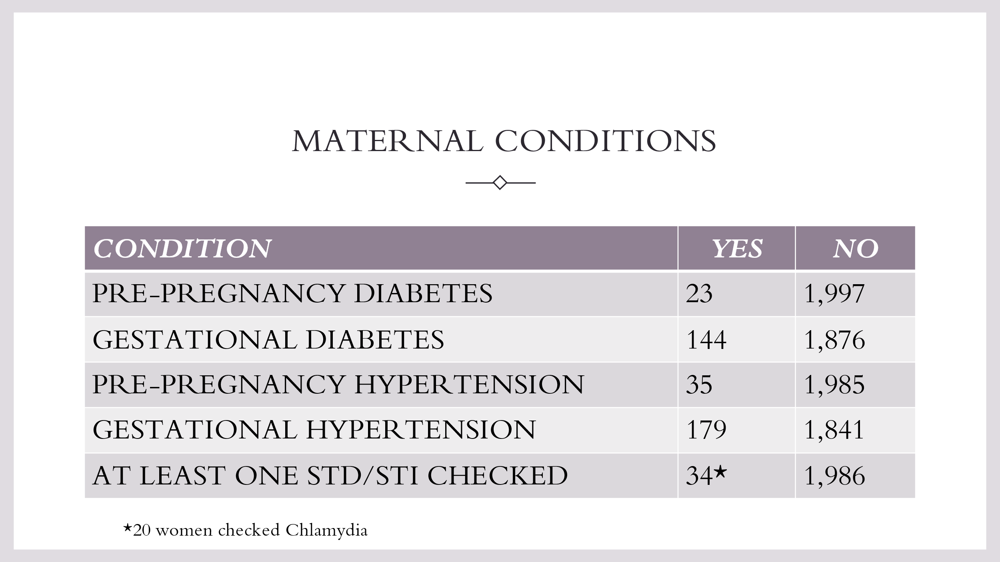 MATERNAL CONDITIONS
CONDITION YES NO
PRE-PREGNANCY DIABETES 23 1,997
GESTATIONAL DIABETES 144 1,876
PRE-PREGNANCY HYPERTENSION 35 1,985
GESTATIONAL HYPERTENSION 179 1,841
AT LEAST ONE STD/STI CHECKED 34★ 1,986
★20 women checked Chlamydia